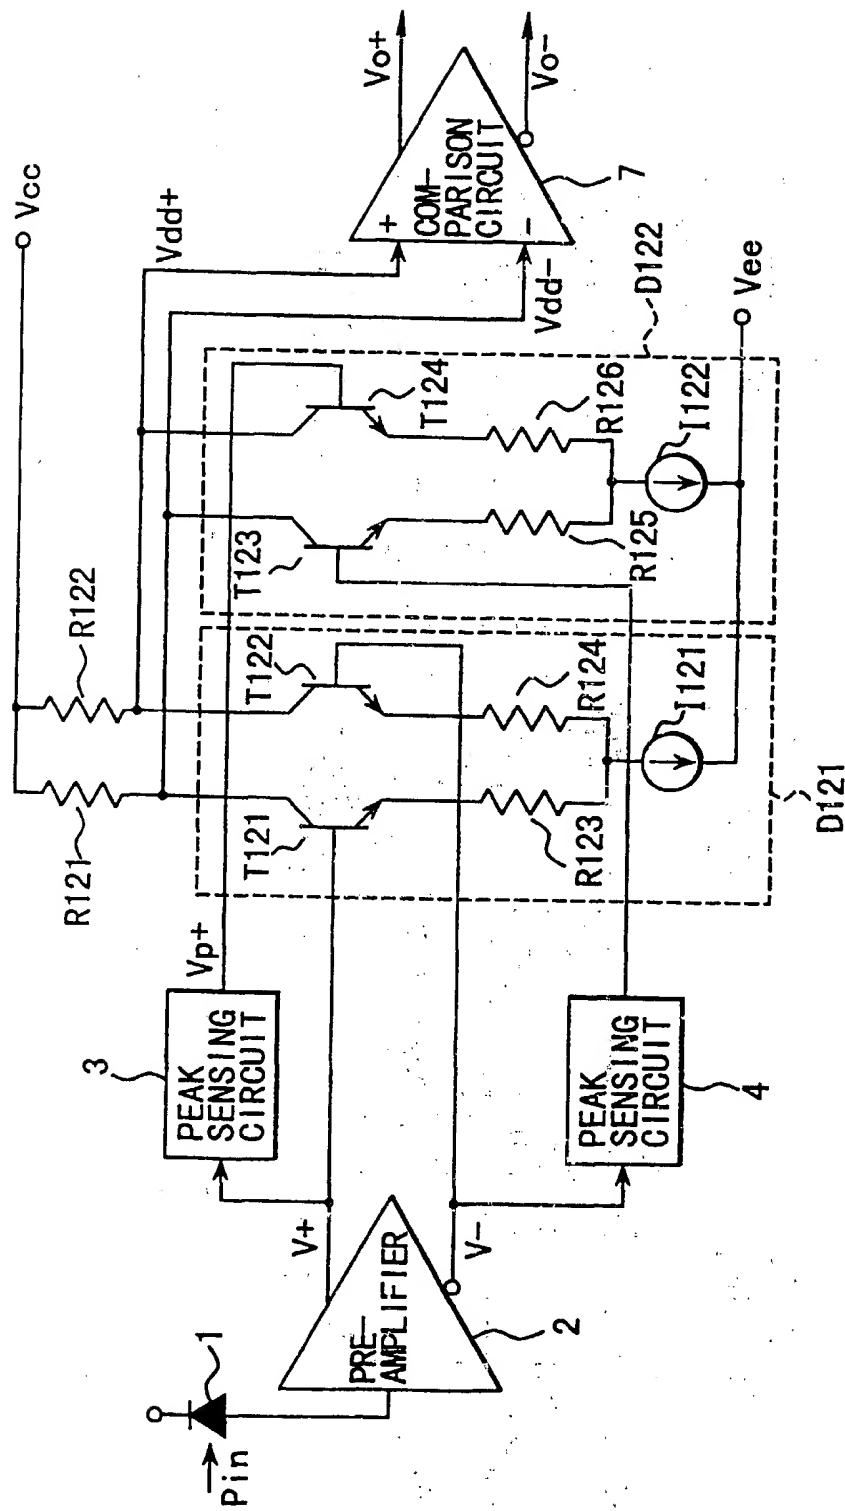 Pin
1
PRE-
AMPLIFIER
2
V+
V-
3
PEAK
SENSING
CIRCUIT
Vp+
PEAK
SENSING
CIRCUIT
4
R121
R122
Vcc
T121
T122
R123
R124
I121
D121
T123
T124
R125
R126
I122
D122
Vee
Vdd+
Vdd-
+
-
COM-
PARISON
CIRCUIT
7
Vo+
Vo-